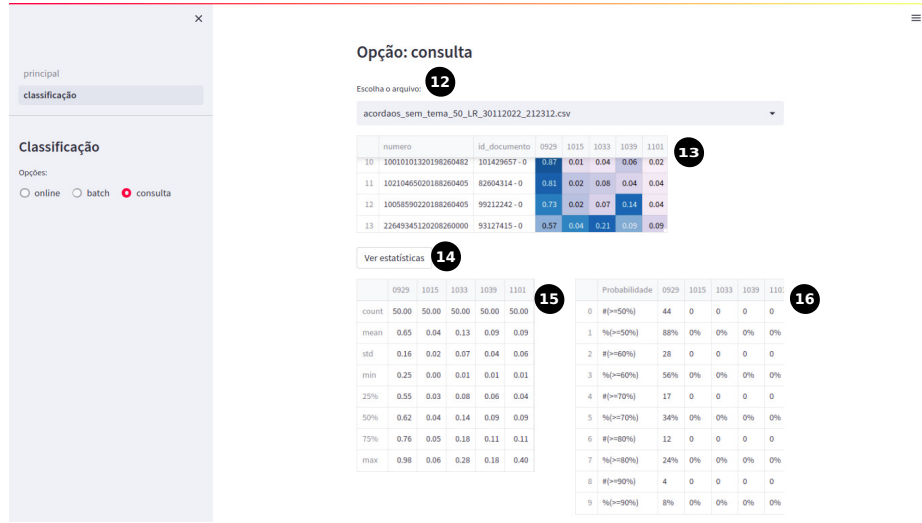 ×
≡
principal
classificação
Classificação
Opções:
online batch consulta
Opção: consulta
Escolha o arquivo: 12
acordaos_sem_tema_50_LR_30112022_212312.csv
numero id_documento 0929 1015 1033 1039 1101 13
10 10010101320198260482 101429657 - 0 0.87 0.01 0.04 0.06 0.02
11 10210465020188260405 82604314 - 0 0.81 0.02 0.08 0.04 0.04
12 10058590220188260405 99212242 - 0 0.73 0.02 0.07 0.14 0.04
13 22649345120208260000 93127415 - 0 0.57 0.04 0.21 0.09 0.09
Ver estatísticas 14
0929 1015 1033 1039 1101 15
count 50.00 50.00 50.00 50.00 50.00
mean 0.65 0.04 0.13 0.09 0.09
std 0.16 0.02 0.07 0.04 0.06
min 0.25 0.00 0.01 0.01 0.01
25% 0.55 0.03 0.08 0.06 0.04
50% 0.62 0.04 0.14 0.09 0.09
75% 0.76 0.05 0.18 0.11 0.11
max 0.98 0.06 0.28 0.18 0.40
Probabilidade 0929 1015 1033 1039 16
0 #(>=50%) 44 0 0 0 0
1 %(>=50%) 88% 0% 0% 0% 0%
2 #(>=60%) 28 0 0 0 0
3 %(>=60%) 56% 0% 0% 0% 0%
4 #(>=70%) 17 0 0 0 0
5 %(>=70%) 34% 0% 0% 0% 0%
6 #(>=80%) 12 0 0 0 0
7 %(>=80%) 24% 0% 0% 0% 0%
8 #(>=90%) 4 0 0 0 0
9 %(>=90%) 8% 0% 0% 0% 0%